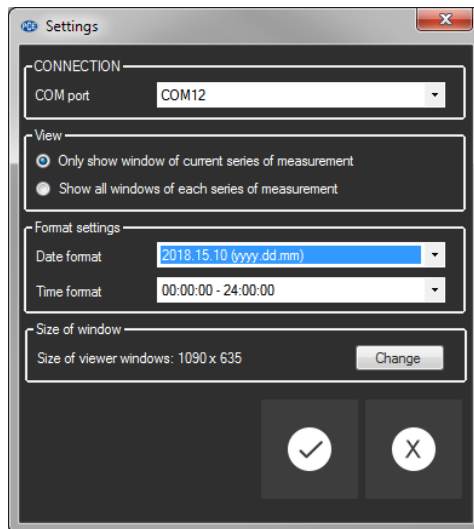 PCE Settings
CONNECTION
COM port COM12
View
Only show window of current series of measurement
Show all windows of each series of measurement
Format settings
Date format 2018.15.10 (yyyy.dd.mm)
Time format 00:00:00 - 24:00:00
Size of window
Size of viewer windows: 1090 x 635 Change
X